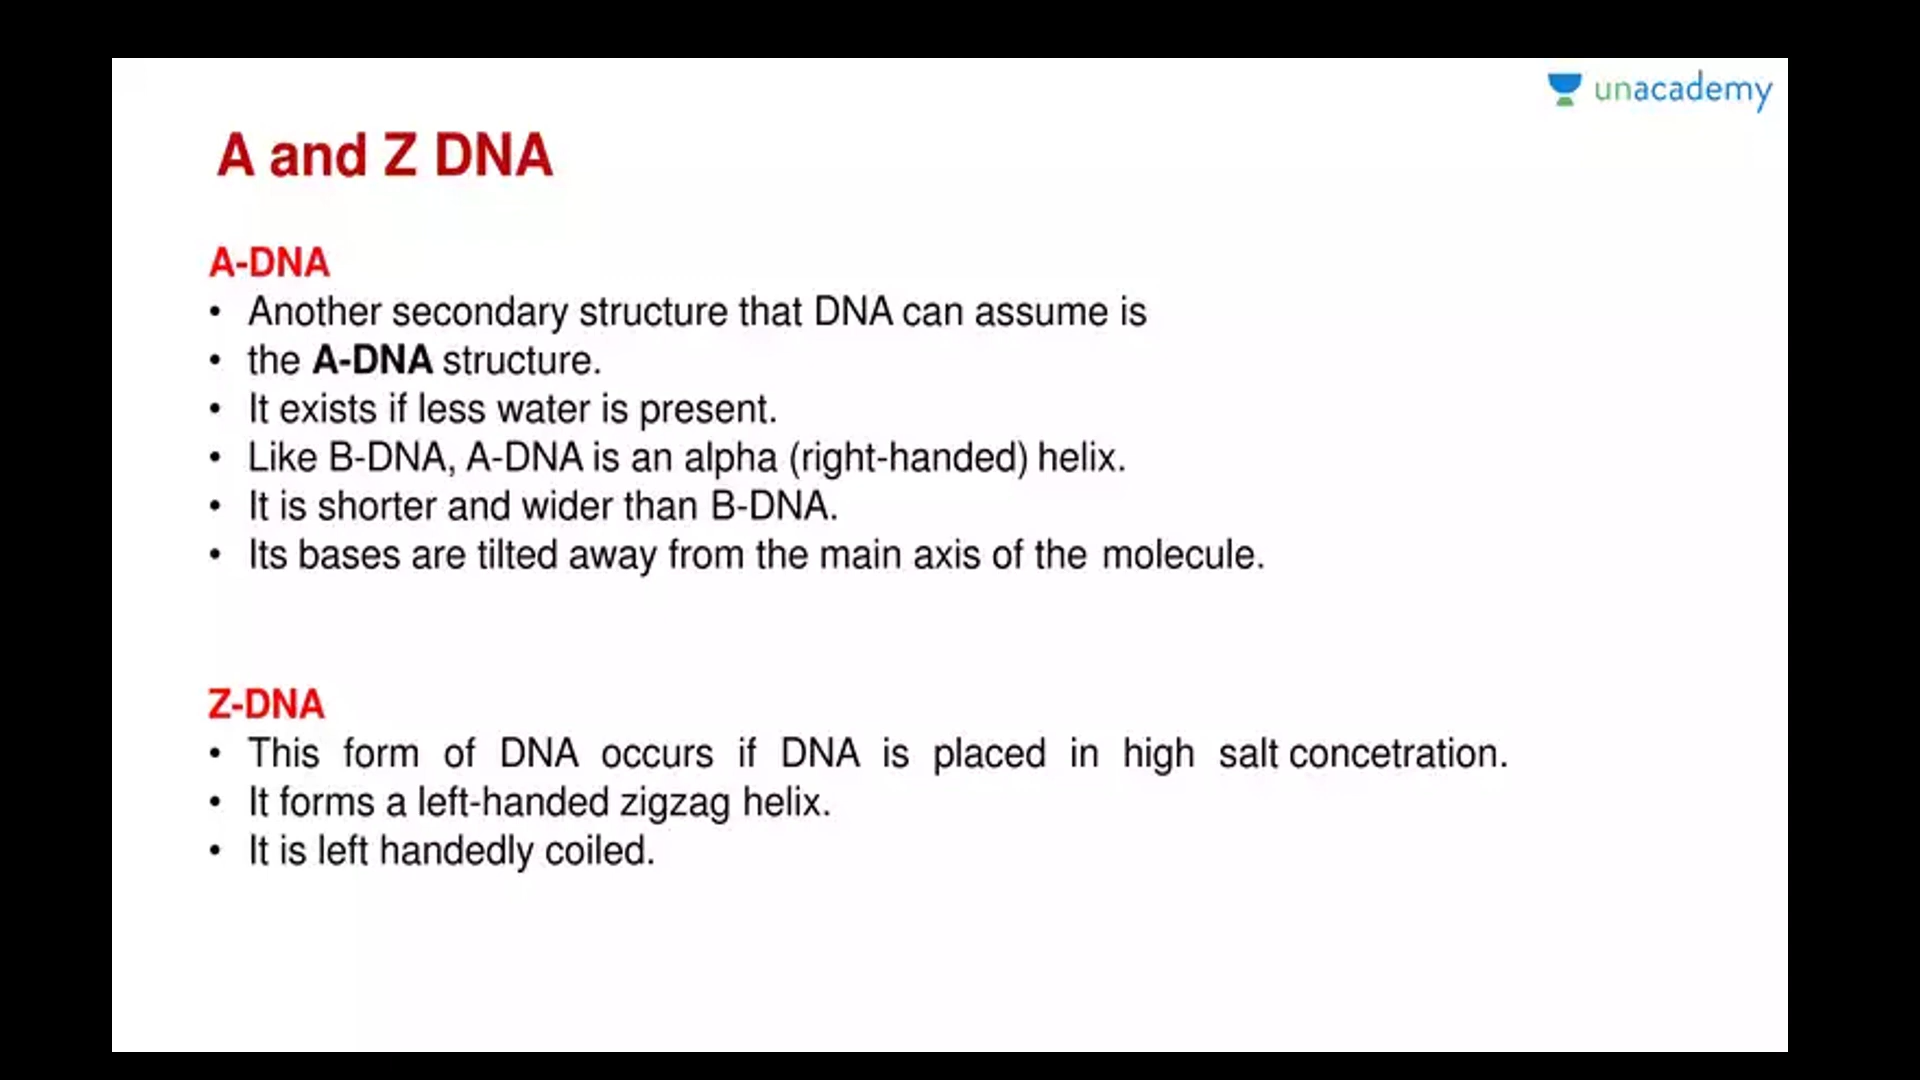 unacademy
A and Z DNA
A-DNA
• Another secondary structure that DNA can assume is
• the A-DNA structure.
• It exists if less water is present.
• Like B-DNA, A-DNA is an alpha (right-handed) helix.
• It is shorter and wider than B-DNA.
• Its bases are tilted away from the main axis of the molecule.
Z-DNA
• This form of DNA occurs if DNA is placed in high salt concetration.
• It forms a left-handed zigzag helix.
• It is left handedly coiled.